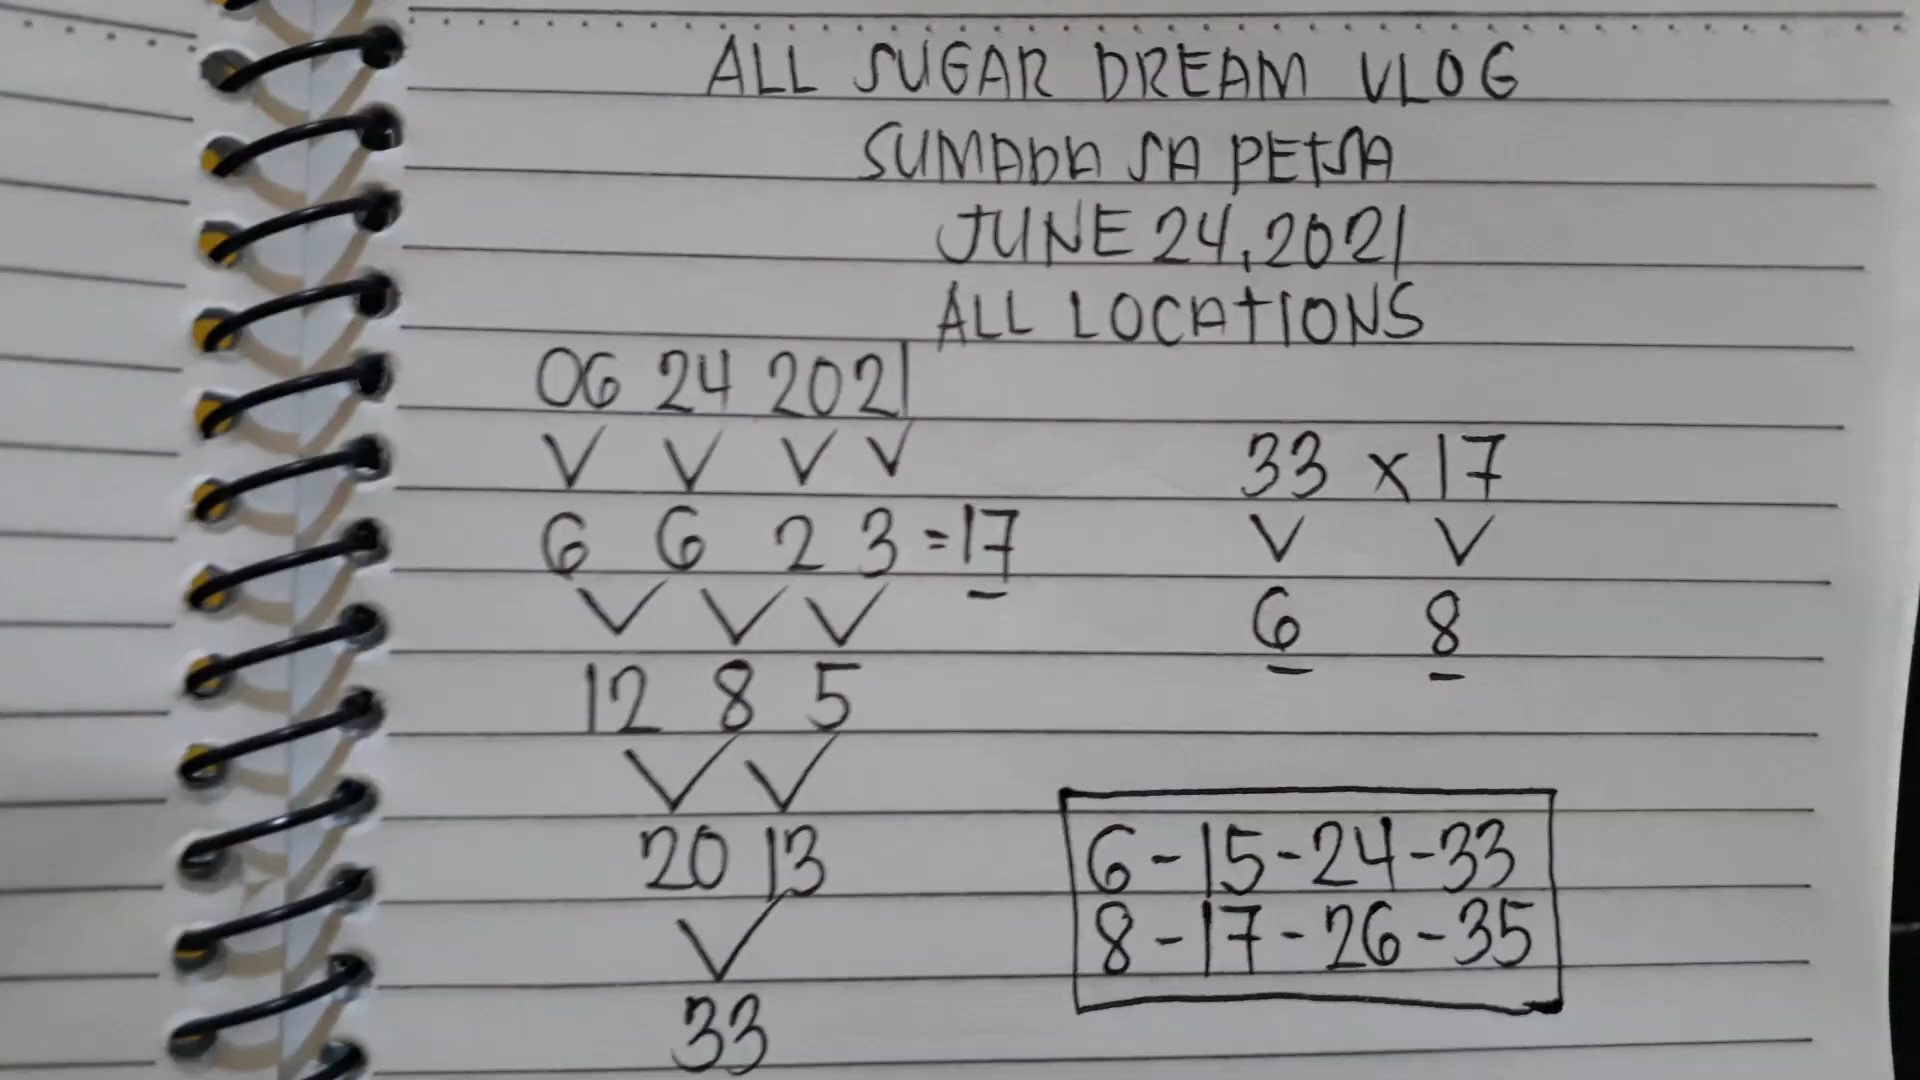 ALL SUGAR DREAM VLOG
SUMADA SA PETSA
JUNE 24, 2021
ALL LOCATIONS
06 24 2021
6 6 2 3 = 17
12 8 5
20 13
33
33 x 17
6 8
6 - 15 - 24 - 33
8 - 17 - 26 - 35